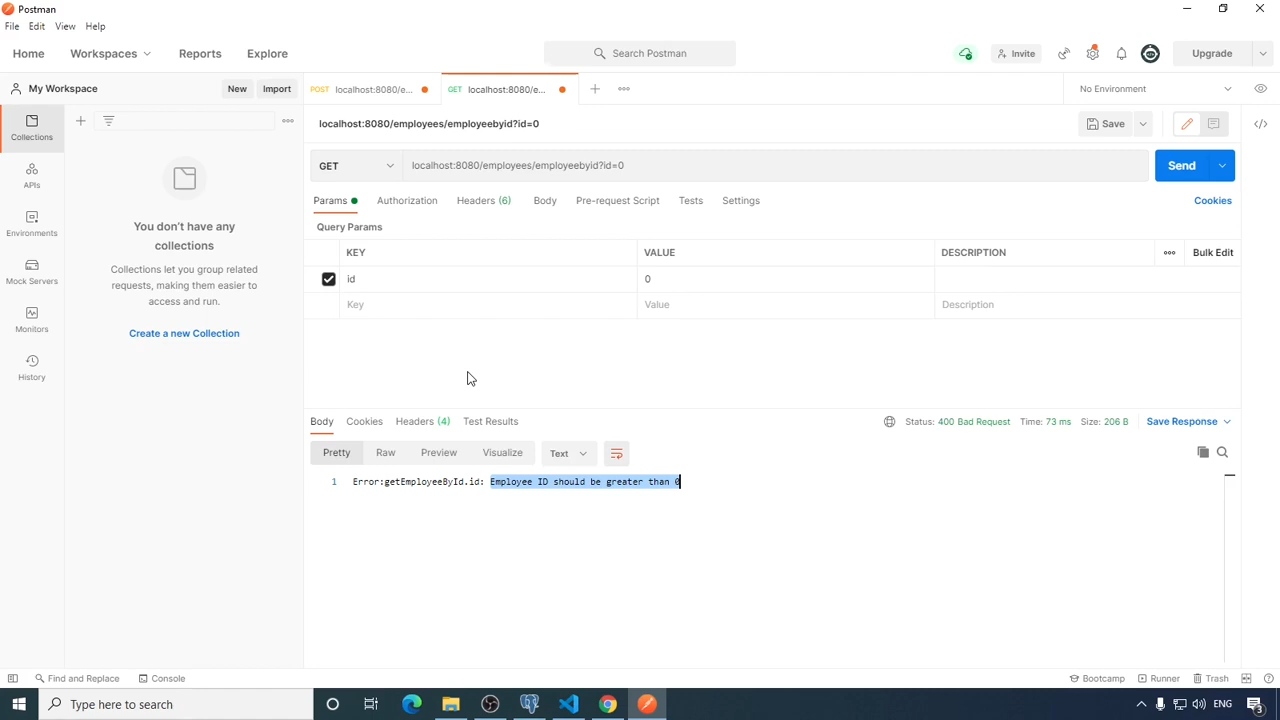 Postman
File Edit View Help
Home Workspaces Reports Explore Search Postman Invite Upgrade
My Workspace New Import POST localhost:8080/e... GET localhost:8080/e... No Environment
Collections
APIs
Environments
Mock Servers
Monitors
History
You don't have any
collections
Collections let you group related
requests, making them easier to
access and run.
Create a new Collection
localhost:8080/employees/employeebyid?id=0 Save
GET localhost:8080/employees/employeebyid?id=0 Send
Params Authorization Headers (6) Body Pre-request Script Tests Settings Cookies
Query Params
KEY VALUE DESCRIPTION Bulk Edit
id 0
Key Value Description
Body Cookies Headers (4) Test Results Status: 400 Bad Request Time: 73 ms Size: 206 B Save Response
Pretty Raw Preview Visualize Text
1 Error:getEmployeeById.id: Employee ID should be greater than 0
Find and Replace Console Bootcamp Runner Trash
Type here to search ENG 3